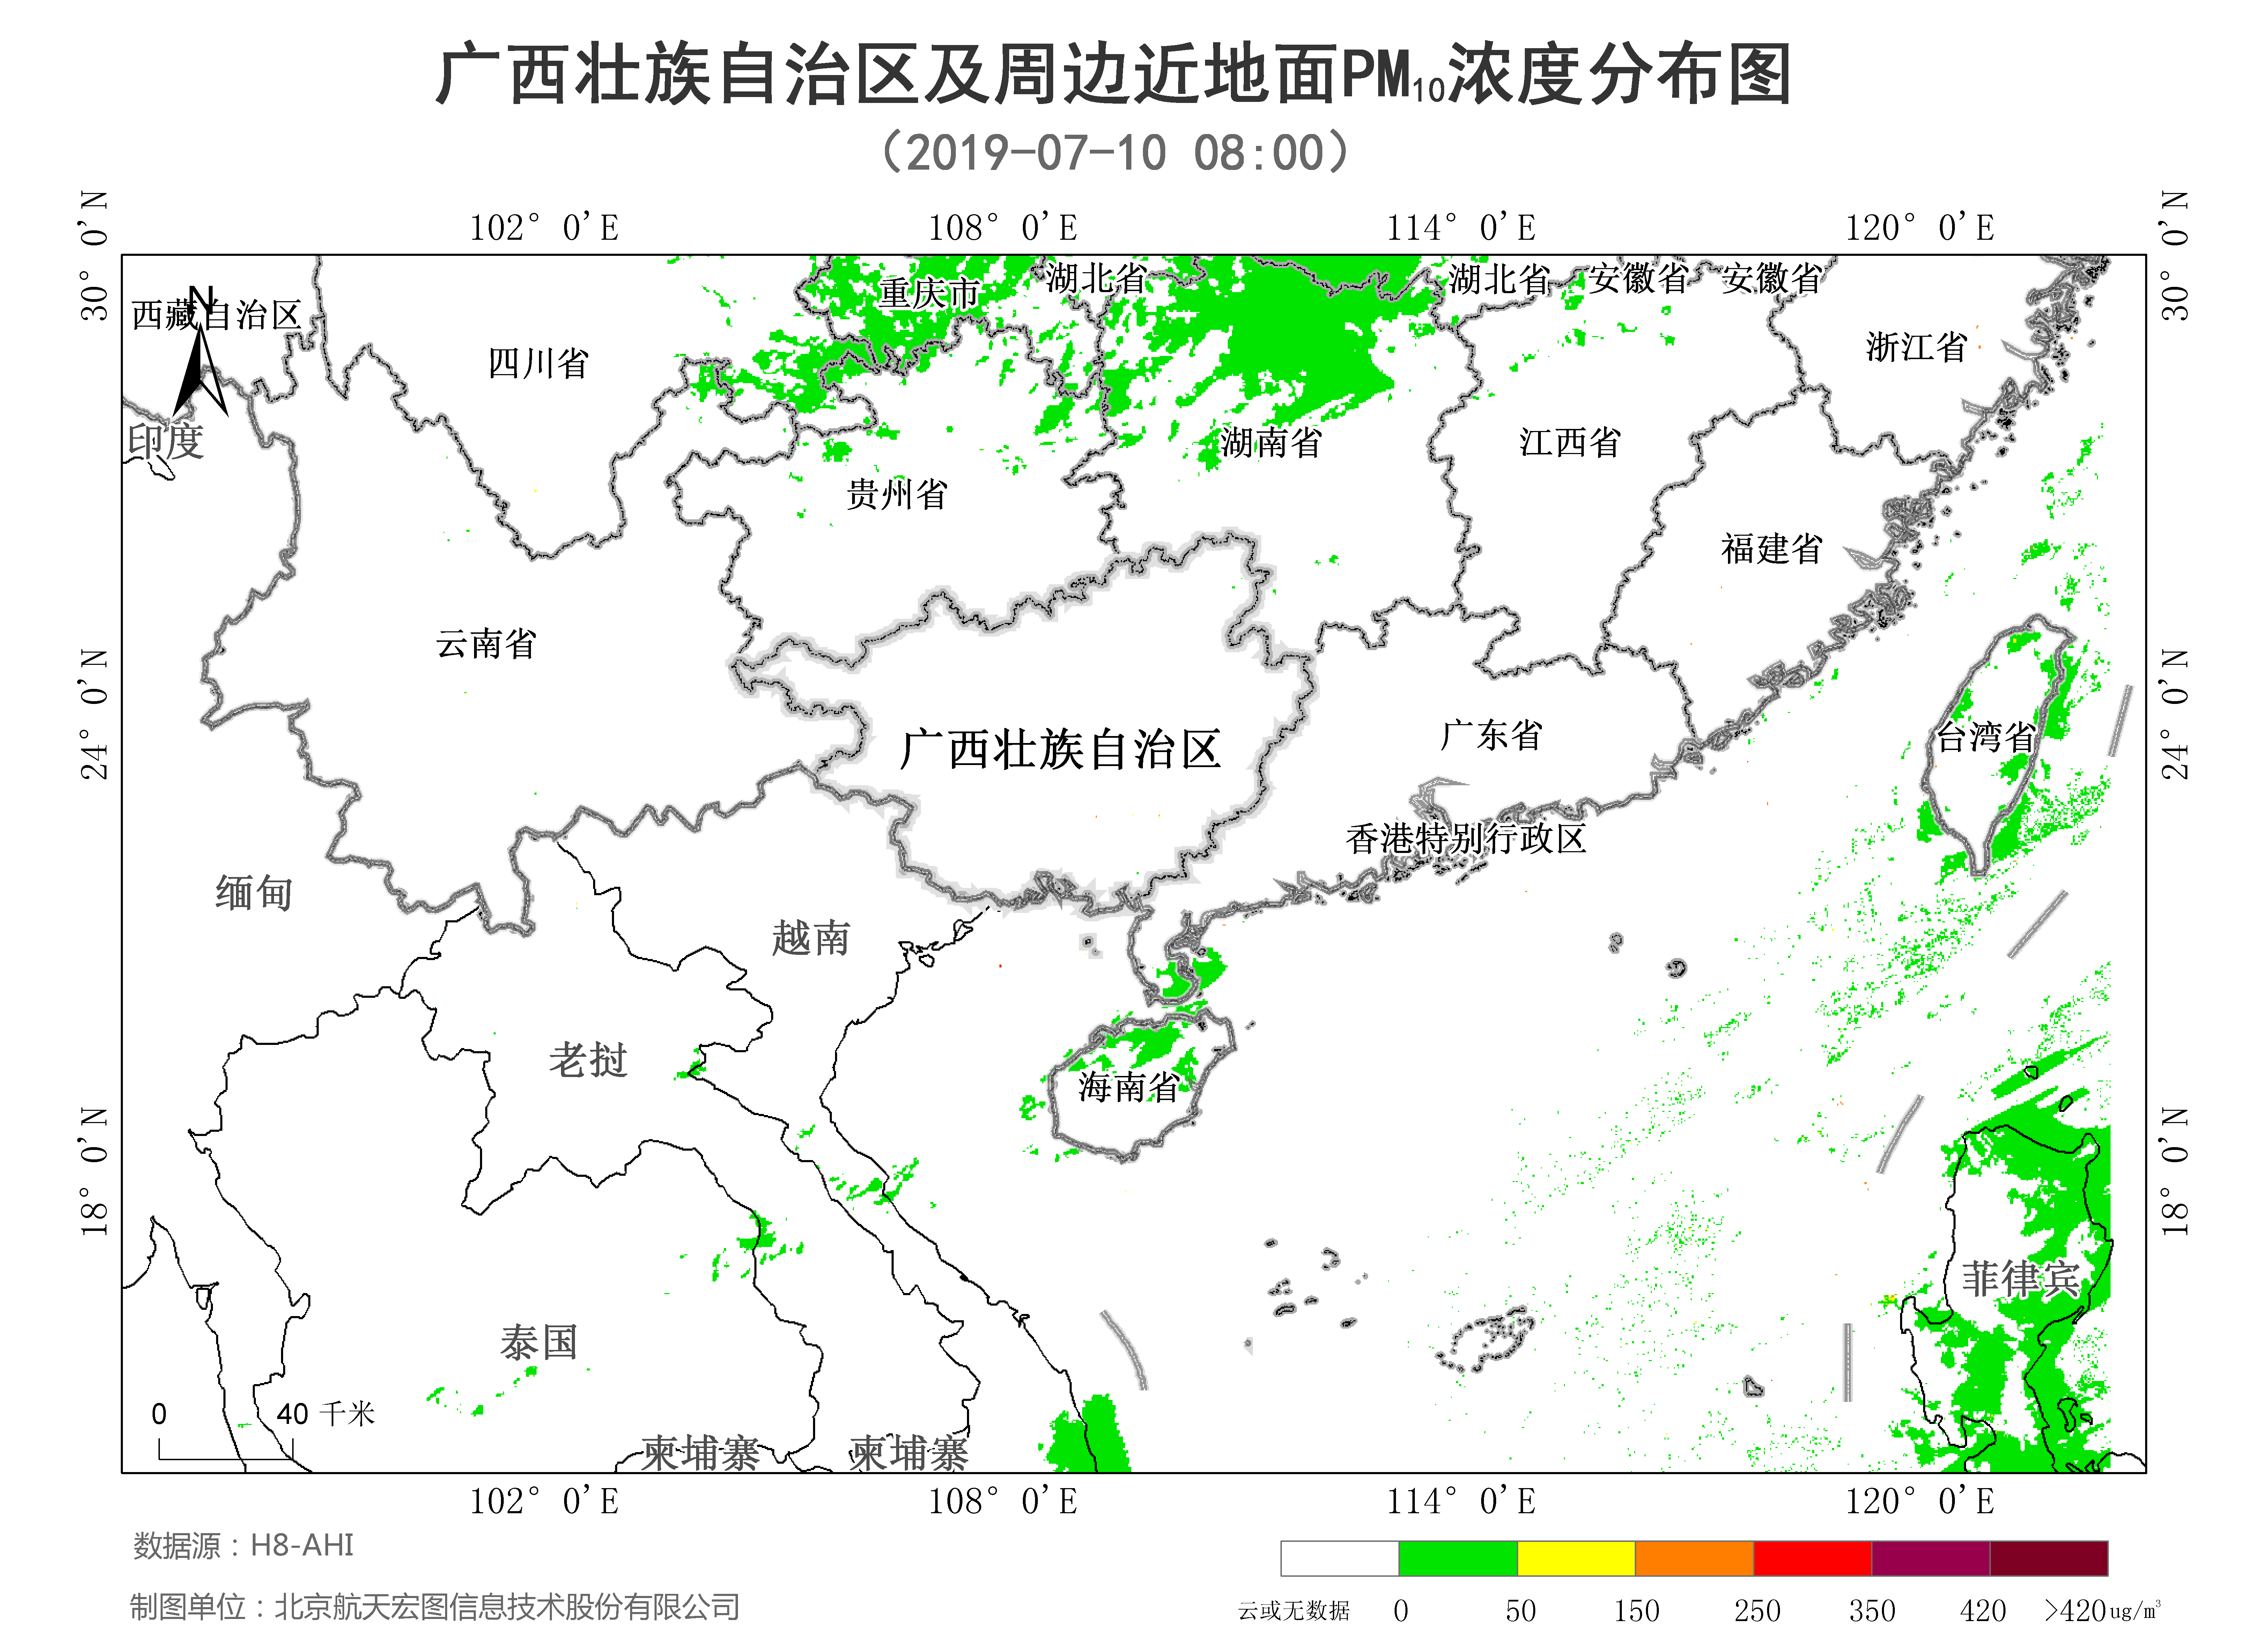 广西壮族自治区及周边近地面PM₁₀浓度分布图
（2019-07-10 08:00）
102° 0'E 108° 0'E 114° 0'E 120° 0'E
30° 0'N 30° 0'N
湖北省 湖北省 安徽省 安徽省
重庆市
N
西藏自治区
浙江省
四川省
印度 湖南省 江西省
贵州省
福建省
云南省
24° 0'N 24° 0'N
广西壮族自治区 广东省 台湾省
香港特别行政区
缅甸
越南
老挝
海南省
18° 0'N 18° 0'N
菲律宾
泰国
0 40 千米
柬埔寨 柬埔寨
102° 0'E 108° 0'E 114° 0'E 120° 0'E
数据源：H8-AHI
制图单位：北京航天宏图信息技术股份有限公司
云或无数据 0 50 150 250 350 420 >420 ug/m³